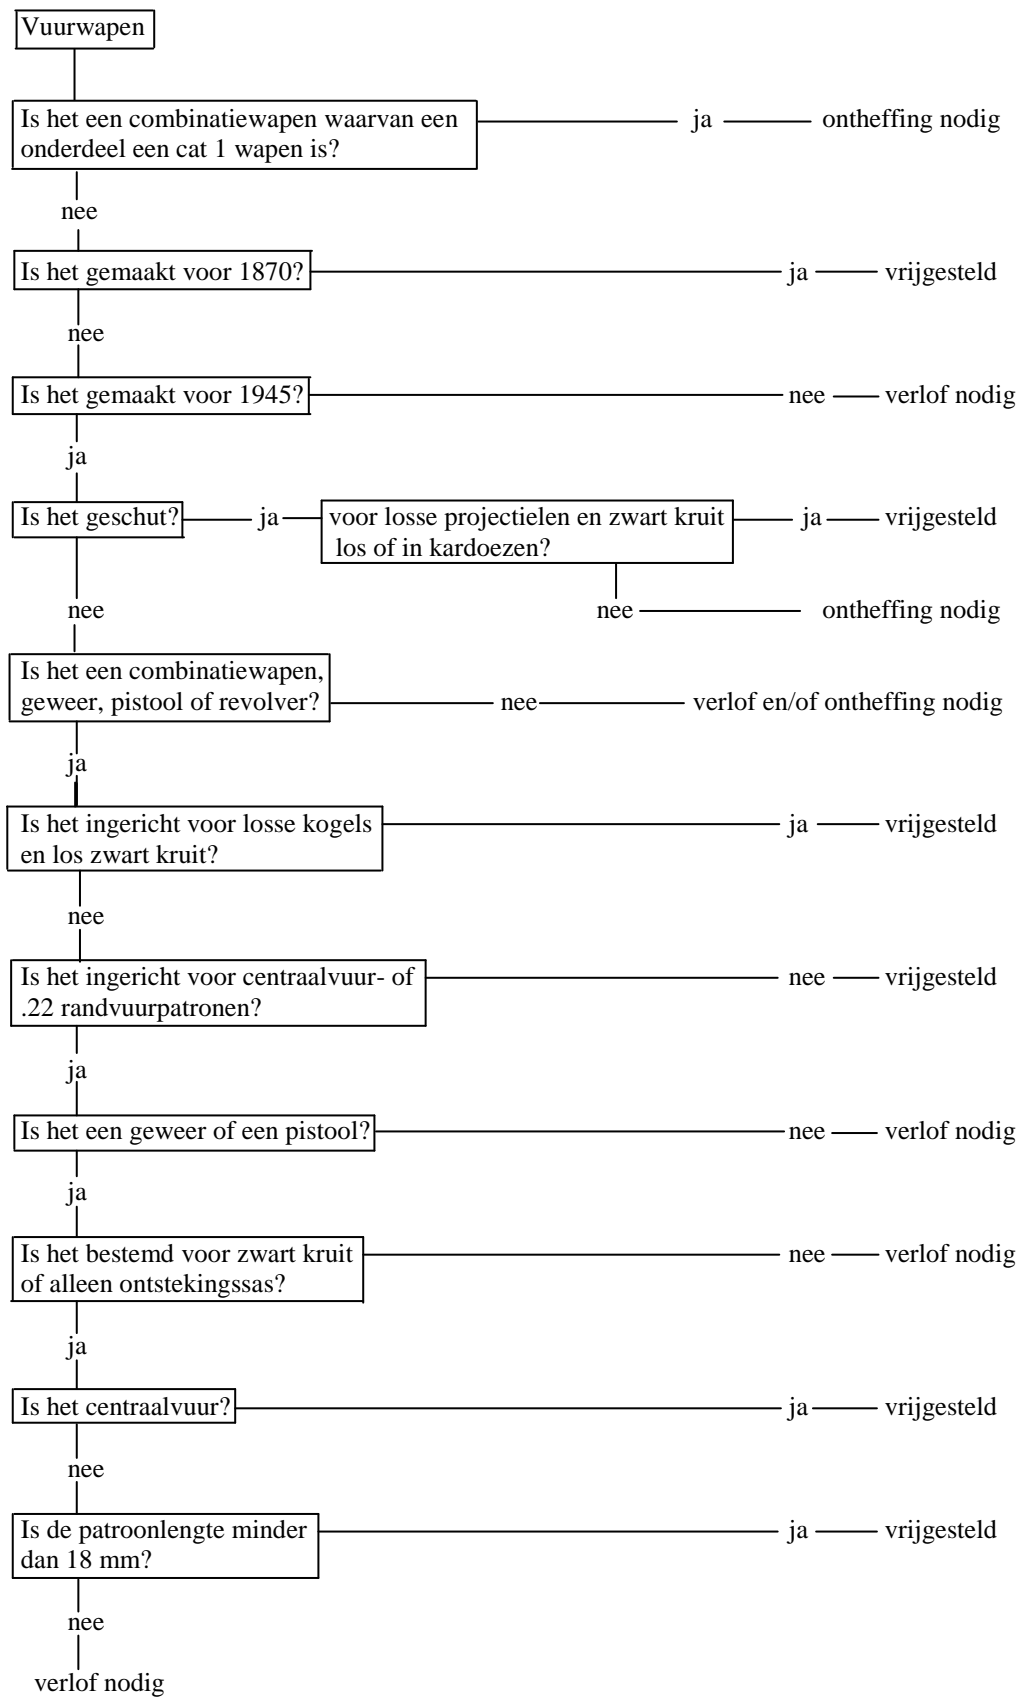 Vuurwapen
Is het een combinatiewapen waarvan een
onderdeel een cat 1 wapen is?
ja
ontheffing nodig
nee
Is het gemaakt voor 1870?
ja
vrijgesteld
nee
Is het gemaakt voor 1945?
nee
verlof nodig
ja
Is het geschut?
ja
voor losse projectielen en zwart kruit
los of in kardoezen?
ja
vrijgesteld
nee
nee
ontheffing nodig
Is het een combinatiewapen,
geweer, pistool of revolver?
nee
verlof en/of ontheffing nodig
ja
Is het ingericht voor losse kogels
en los zwart kruit?
ja
vrijgesteld
nee
Is het ingericht voor centraalvuur- of
.22 randvuurpatronen?
nee
vrijgesteld
ja
Is het een geweer of een pistool?
nee
verlof nodig
ja
Is het bestemd voor zwart kruit
of alleen ontstekingssas?
nee
verlof nodig
ja
Is het centraalvuur?
ja
vrijgesteld
nee
Is de patroonlengte minder
dan 18 mm?
ja
vrijgesteld
nee
verlof nodig